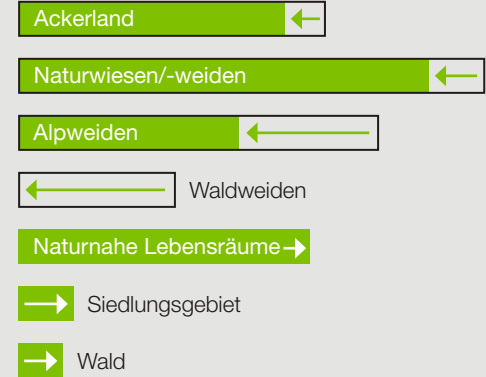 Ackerland
Naturwiesen/-weiden
Alpweiden
Waldweiden
Naturnahe Lebensräume
Siedlungsgebiet
Wald